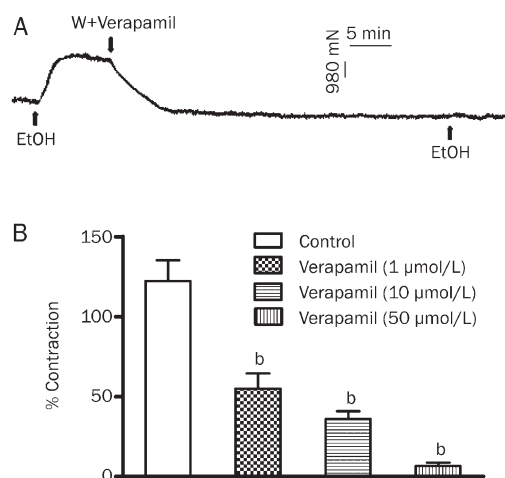 A
W+Verapamil
5 min
980 mN
EtOH
EtOH
B
150
100
50
0
% Contraction
Control
Verapamil (1 µmol/L)
Verapamil (10 µmol/L)
Verapamil (50 µmol/L)
b
b
b